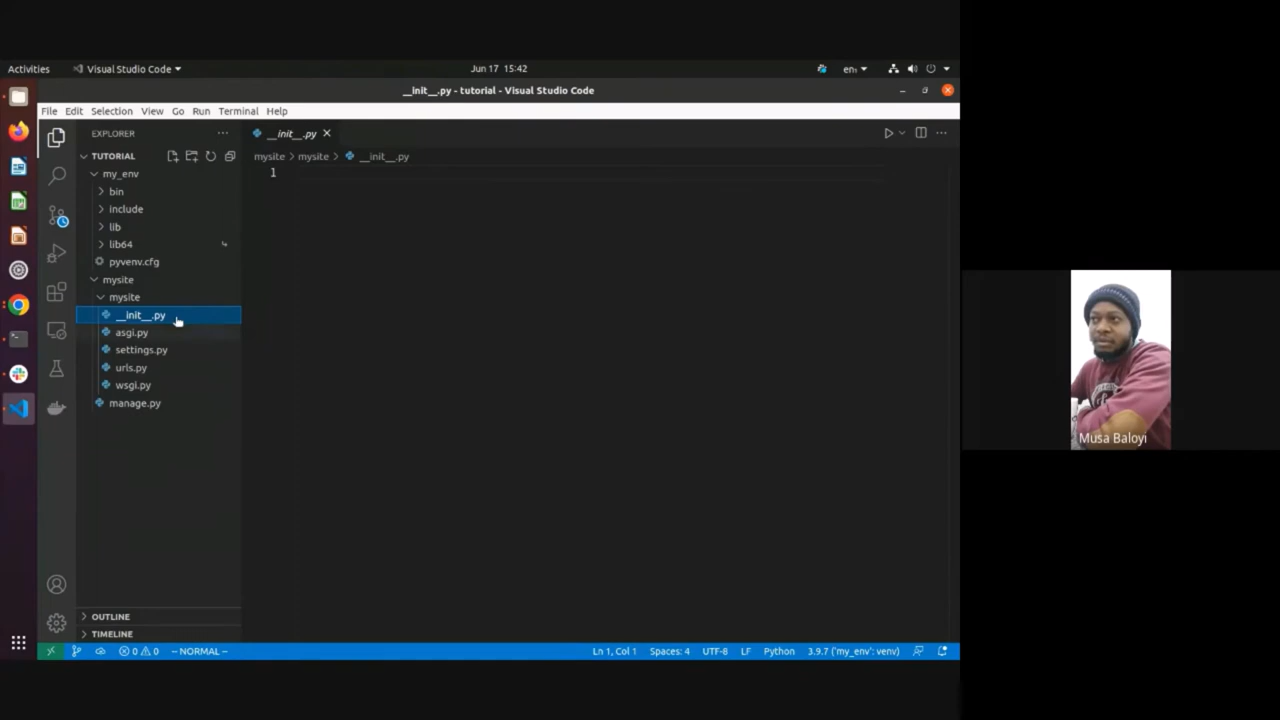 Activities
Visual Studio Code
Jun 17 15:42
en₁
__init__.py - tutorial - Visual Studio Code
File Edit Selection View Go Run Terminal Help
EXPLORER
__init__.py
TUTORIAL
mysite > mysite > __init__.py
1
my_env
bin
include
lib
lib64
pyvenv.cfg
mysite
mysite
__init__.py
asgi.py
settings.py
urls.py
wsgi.py
manage.py
Musa Baloyi
OUTLINE
TIMELINE
0 0 -- NORMAL -- Ln 1, Col 1 Spaces: 4 UTF-8 LF Python 3.9.7 ('my_env': venv)